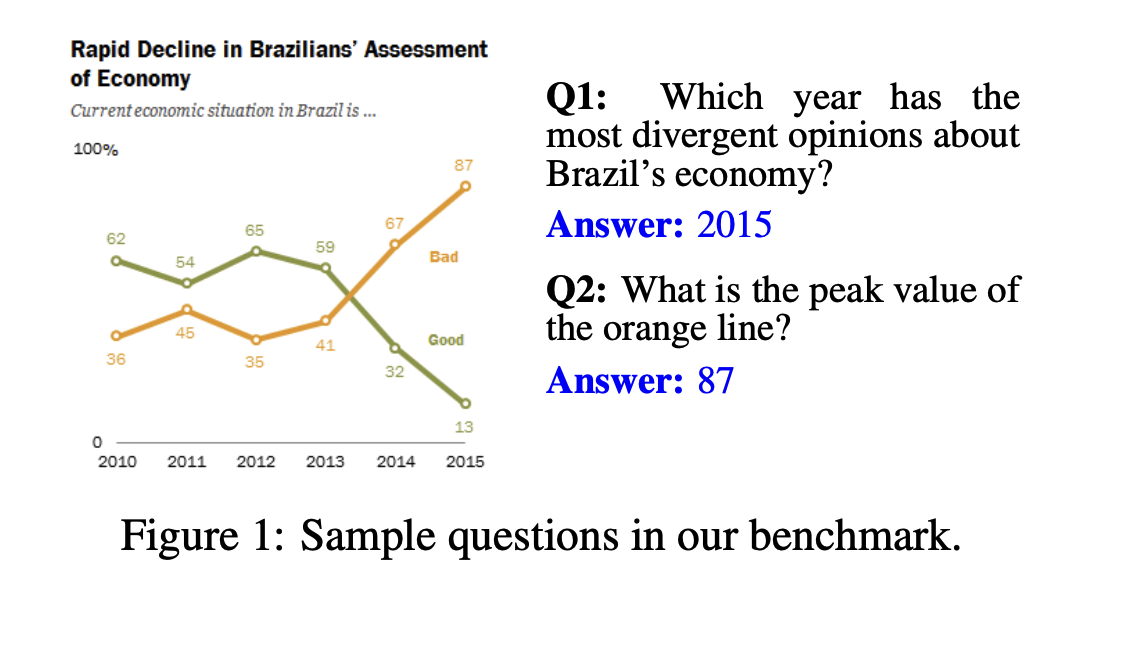 Rapid Decline in Brazilians' Assessment
of Economy
Current economic situation in Brazil is ...
100%
87
67
65
62
59
54
Bad
45
41
36
35
Good
32
13
0
2010 2011 2012 2013 2014 2015
Q1: Which year has the
most divergent opinions about
Brazil's economy?
Answer: 2015
Q2: What is the peak value of
the orange line?
Answer: 87
Figure 1: Sample questions in our benchmark.